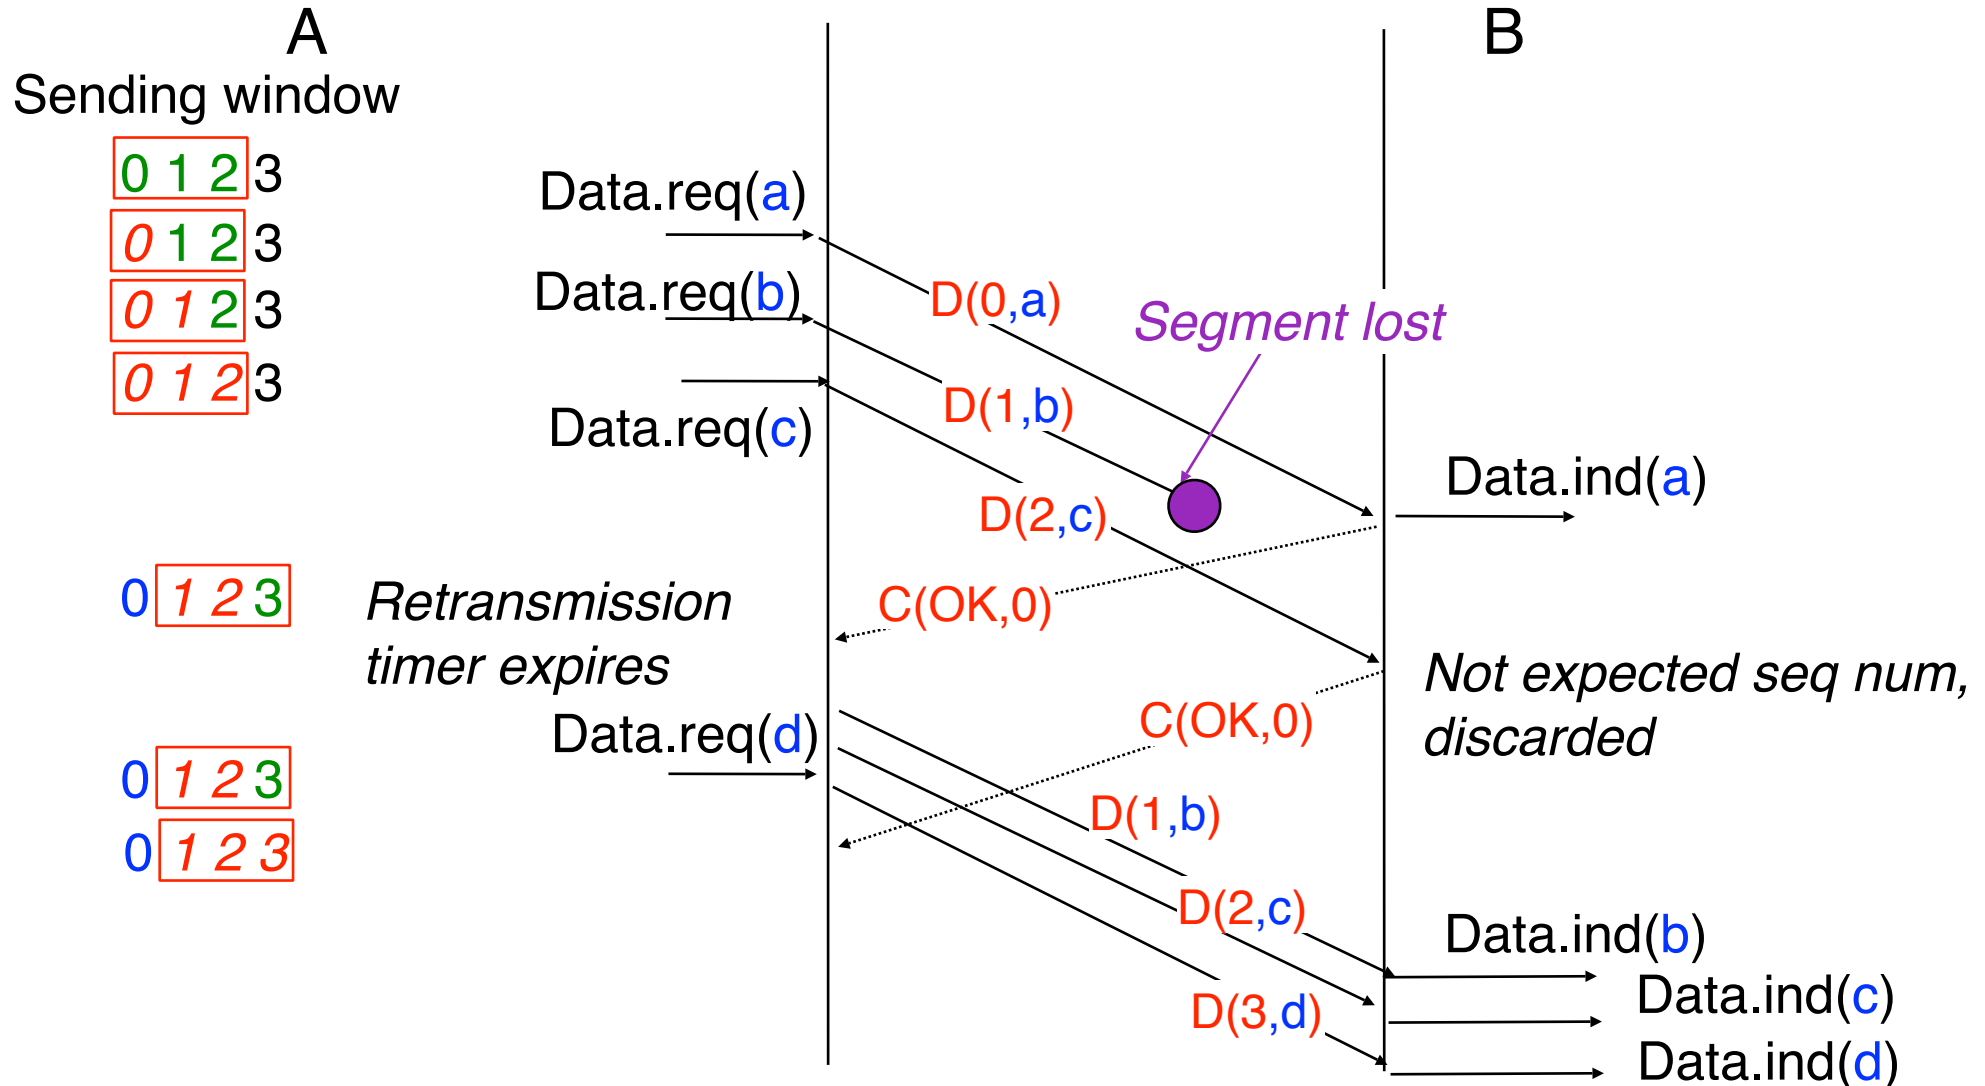 A
B
Sending window
0 1 2 3
Data.req(a)
0 1 2 3
Data.req(b)
D(0,a)
0 1 2 3
Segment lost
0 1 2 3
D(1,b)
Data.req(c)
Data.ind(a)
D(2,c)
0 1 2 3
Retransmission
timer expires
C(OK,0)
Not expected seq num,
discarded
C(OK,0)
Data.req(d)
0 1 2 3
D(1,b)
0 1 2 3
D(2,c)
Data.ind(b)
Data.ind(c)
D(3,d)
Data.ind(d)